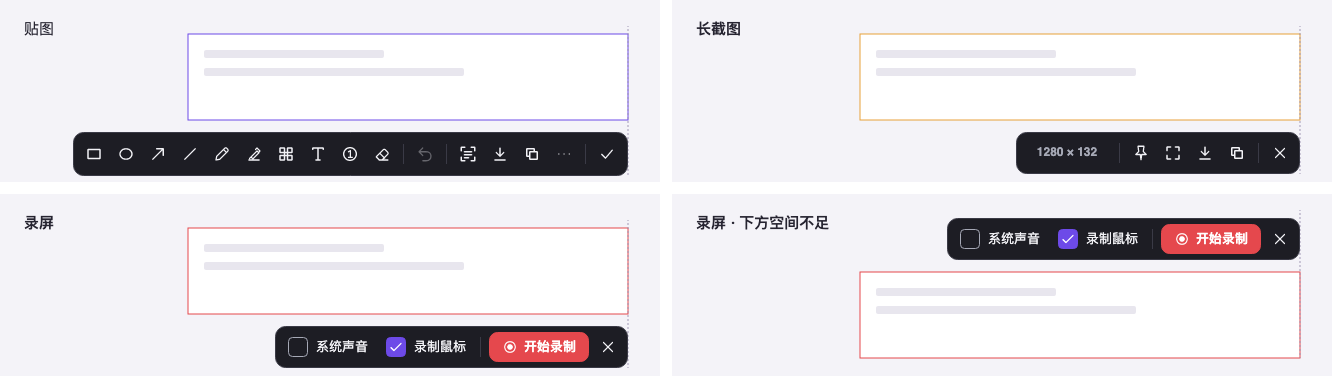 贴图
T
1
长截图
1280 × 132
录屏
系统声音 录制鼠标 开始录制
录屏 · 下方空间不足
系统声音 录制鼠标 开始录制